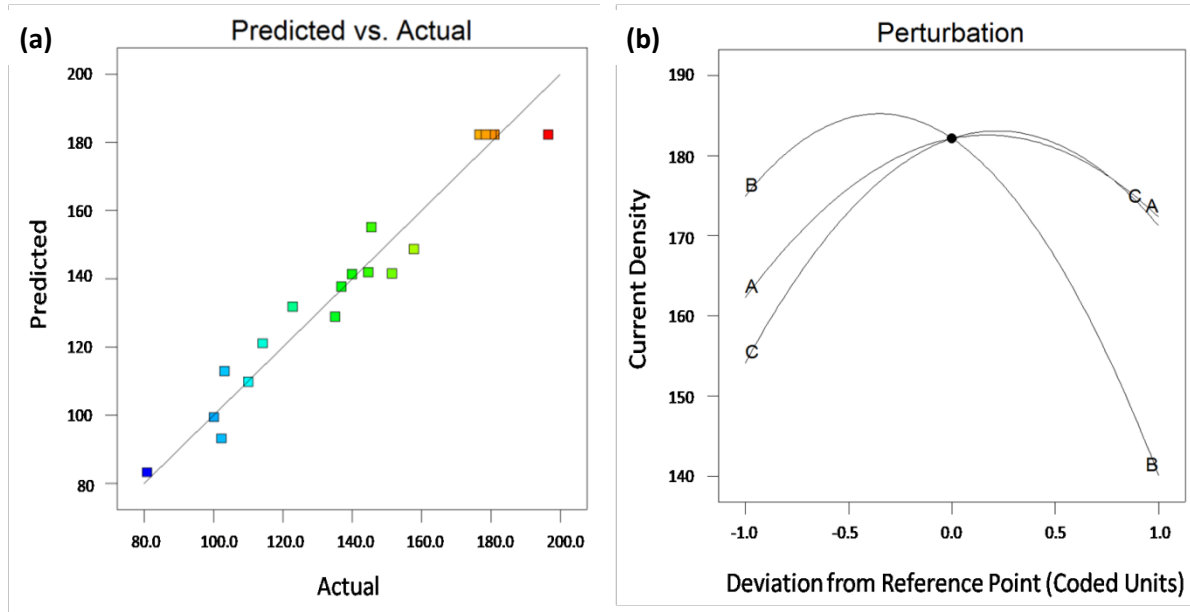 (a)
Predicted vs. Actual
200
180
160
140
120
100
80
Predicted
80.0 100.0 120.0 140.0 160.0 180.0 200.0
Actual
(b)
Perturbation
190
180
170
160
150
140
Current Density
B
A
C
C A
B
-1.0 -0.5 0.0 0.5 1.0
Deviation from Reference Point (Coded Units)